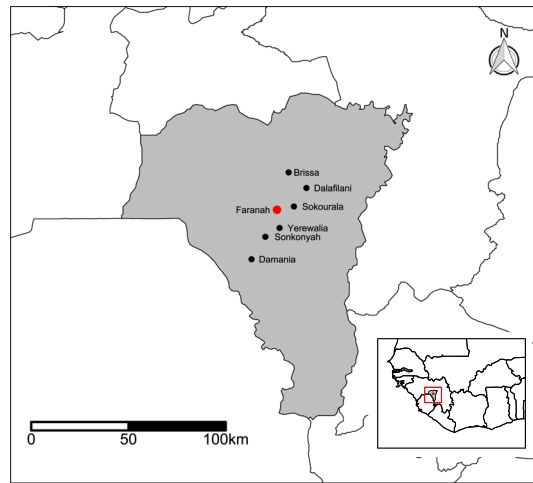 N
Brissa
Dalafilani
Faranah
Sokourala
Yerewalia
Sonkonyah
Damania
0 50 100km